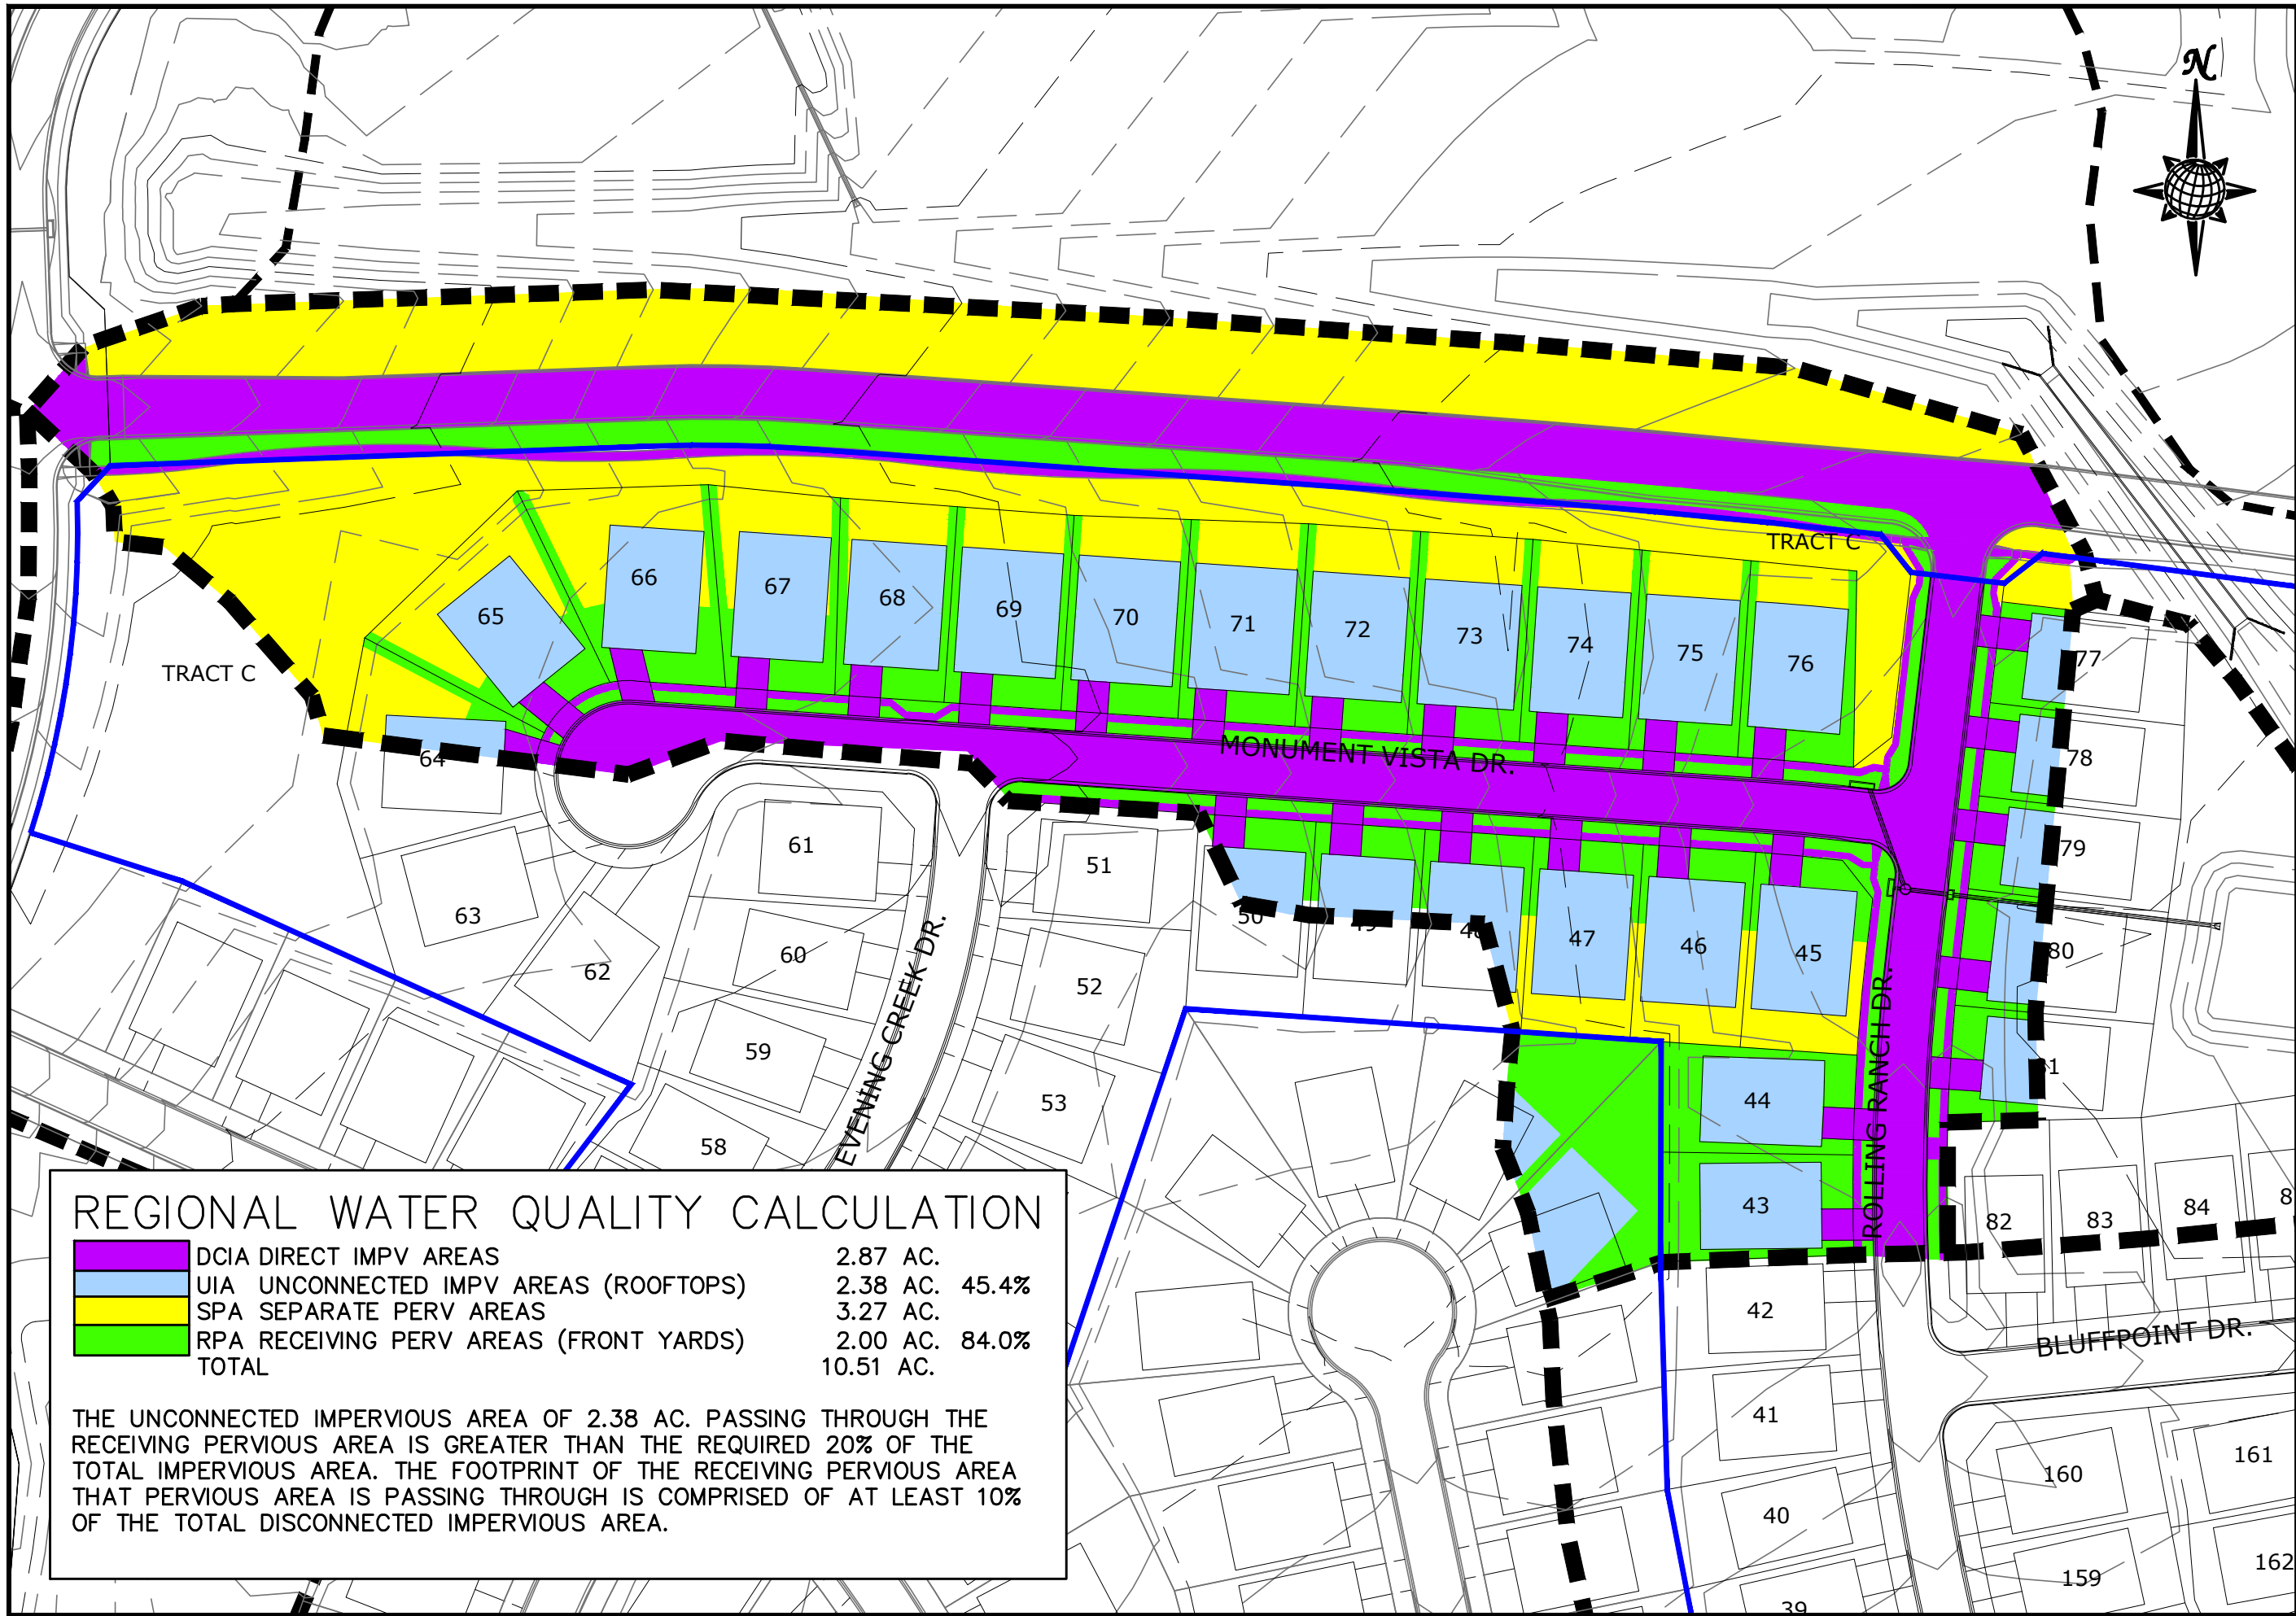 N
TRACT C
66
67
65
68
69
70
71
72
73
74
75
76
77
TRACT C
64
78
MONUMENT VISTA DR.
61
51
79
63
50
49
48
47
46
45
80
60
62
52
EVENING CREEK DR.
59
53
ROLLING RANCH DR.
44
58
43
82
83
84
8
42
BLUFFPOINT DR.
41
160
161
40
159
162
39
REGIONAL WATER QUALITY CALCULATION
DCIA DIRECT IMPV AREAS 2.87 AC.
UIA UNCONNECTED IMPV AREAS (ROOFTOPS) 2.38 AC. 45.4%
SPA SEPARATE PERV AREAS 3.27 AC.
RPA RECEIVING PERV AREAS (FRONT YARDS) 2.00 AC. 84.0%
TOTAL 10.51 AC.
THE UNCONNECTED IMPERVIOUS AREA OF 2.38 AC. PASSING THROUGH THE
RECEIVING PERVIOUS AREA IS GREATER THAN THE REQUIRED 20% OF THE
TOTAL IMPERVIOUS AREA. THE FOOTPRINT OF THE RECEIVING PERVIOUS AREA
THAT PERVIOUS AREA IS PASSING THROUGH IS COMPRISED OF AT LEAST 10%
OF THE TOTAL DISCONNECTED IMPERVIOUS AREA.